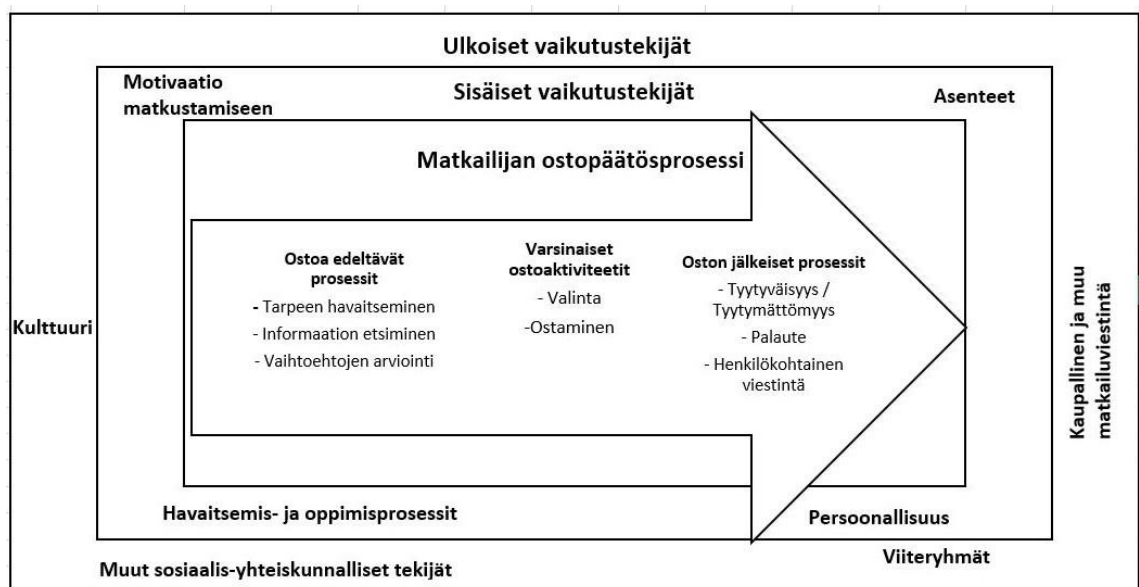 Ulkoiset vaikutustekijät
Motivaatio
matkustamiseen
Sisäiset vaikutustekijät
Asenteet
Matkailijan ostopäätösprosessi
Ostoa edeltävät
prosessit
- Tarpeen havaitseminen
- Informaation etsiminen
- Vaihtoehtojen arviointi
Varsinaiset
ostoaktiviteetit
- Valinta
-Ostaminen
Oston jälkeiset prosessit
- Tyytyväisyys /
Tyytymättömyys
- Palaute
- Henkilökohtainen
viestintä
Kulttuuri
Kaupallinen ja muu
matkailuviestintä
Havaitsemis- ja oppimisprosessit
Persoonallisuus
Viiteryhmät
Muut sosiaalis-yhteiskunnalliset tekijät